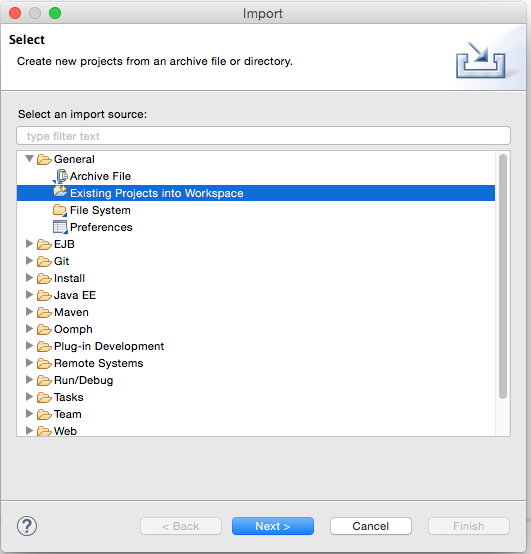 Import
Select
Create new projects from an archive file or directory.
Select an import source:
type filter text
General
Archive File
Existing Projects into Workspace
File System
Preferences
EJB
Git
Install
Java EE
Maven
Oomph
Plug-in Development
Remote Systems
Run/Debug
Tasks
Team
Web
? < Back Next > Cancel Finish